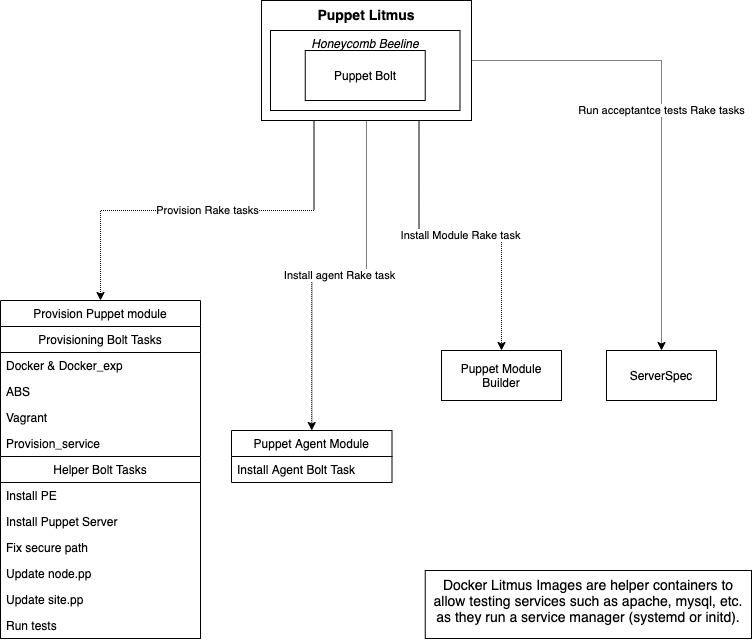 Puppet Litmus
Honeycomb Beeline
Puppet Bolt
Run acceptantce tests Rake tasks
Provision Rake tasks
Install Module Rake task
Install agent Rake task
Provision Puppet module
Provisioning Bolt Tasks
Docker & Docker_exp
ABS
Vagrant
Provision_service
Helper Bolt Tasks
Install PE
Install Puppet Server
Fix secure path
Update node.pp
Update site.pp
Run tests
Puppet Agent Module
Install Agent Bolt Task
Puppet Module
Builder
ServerSpec
Docker Litmus Images are helper containers to
allow testing services such as apache, mysql, etc.
as they run a service manager (systemd or initd).